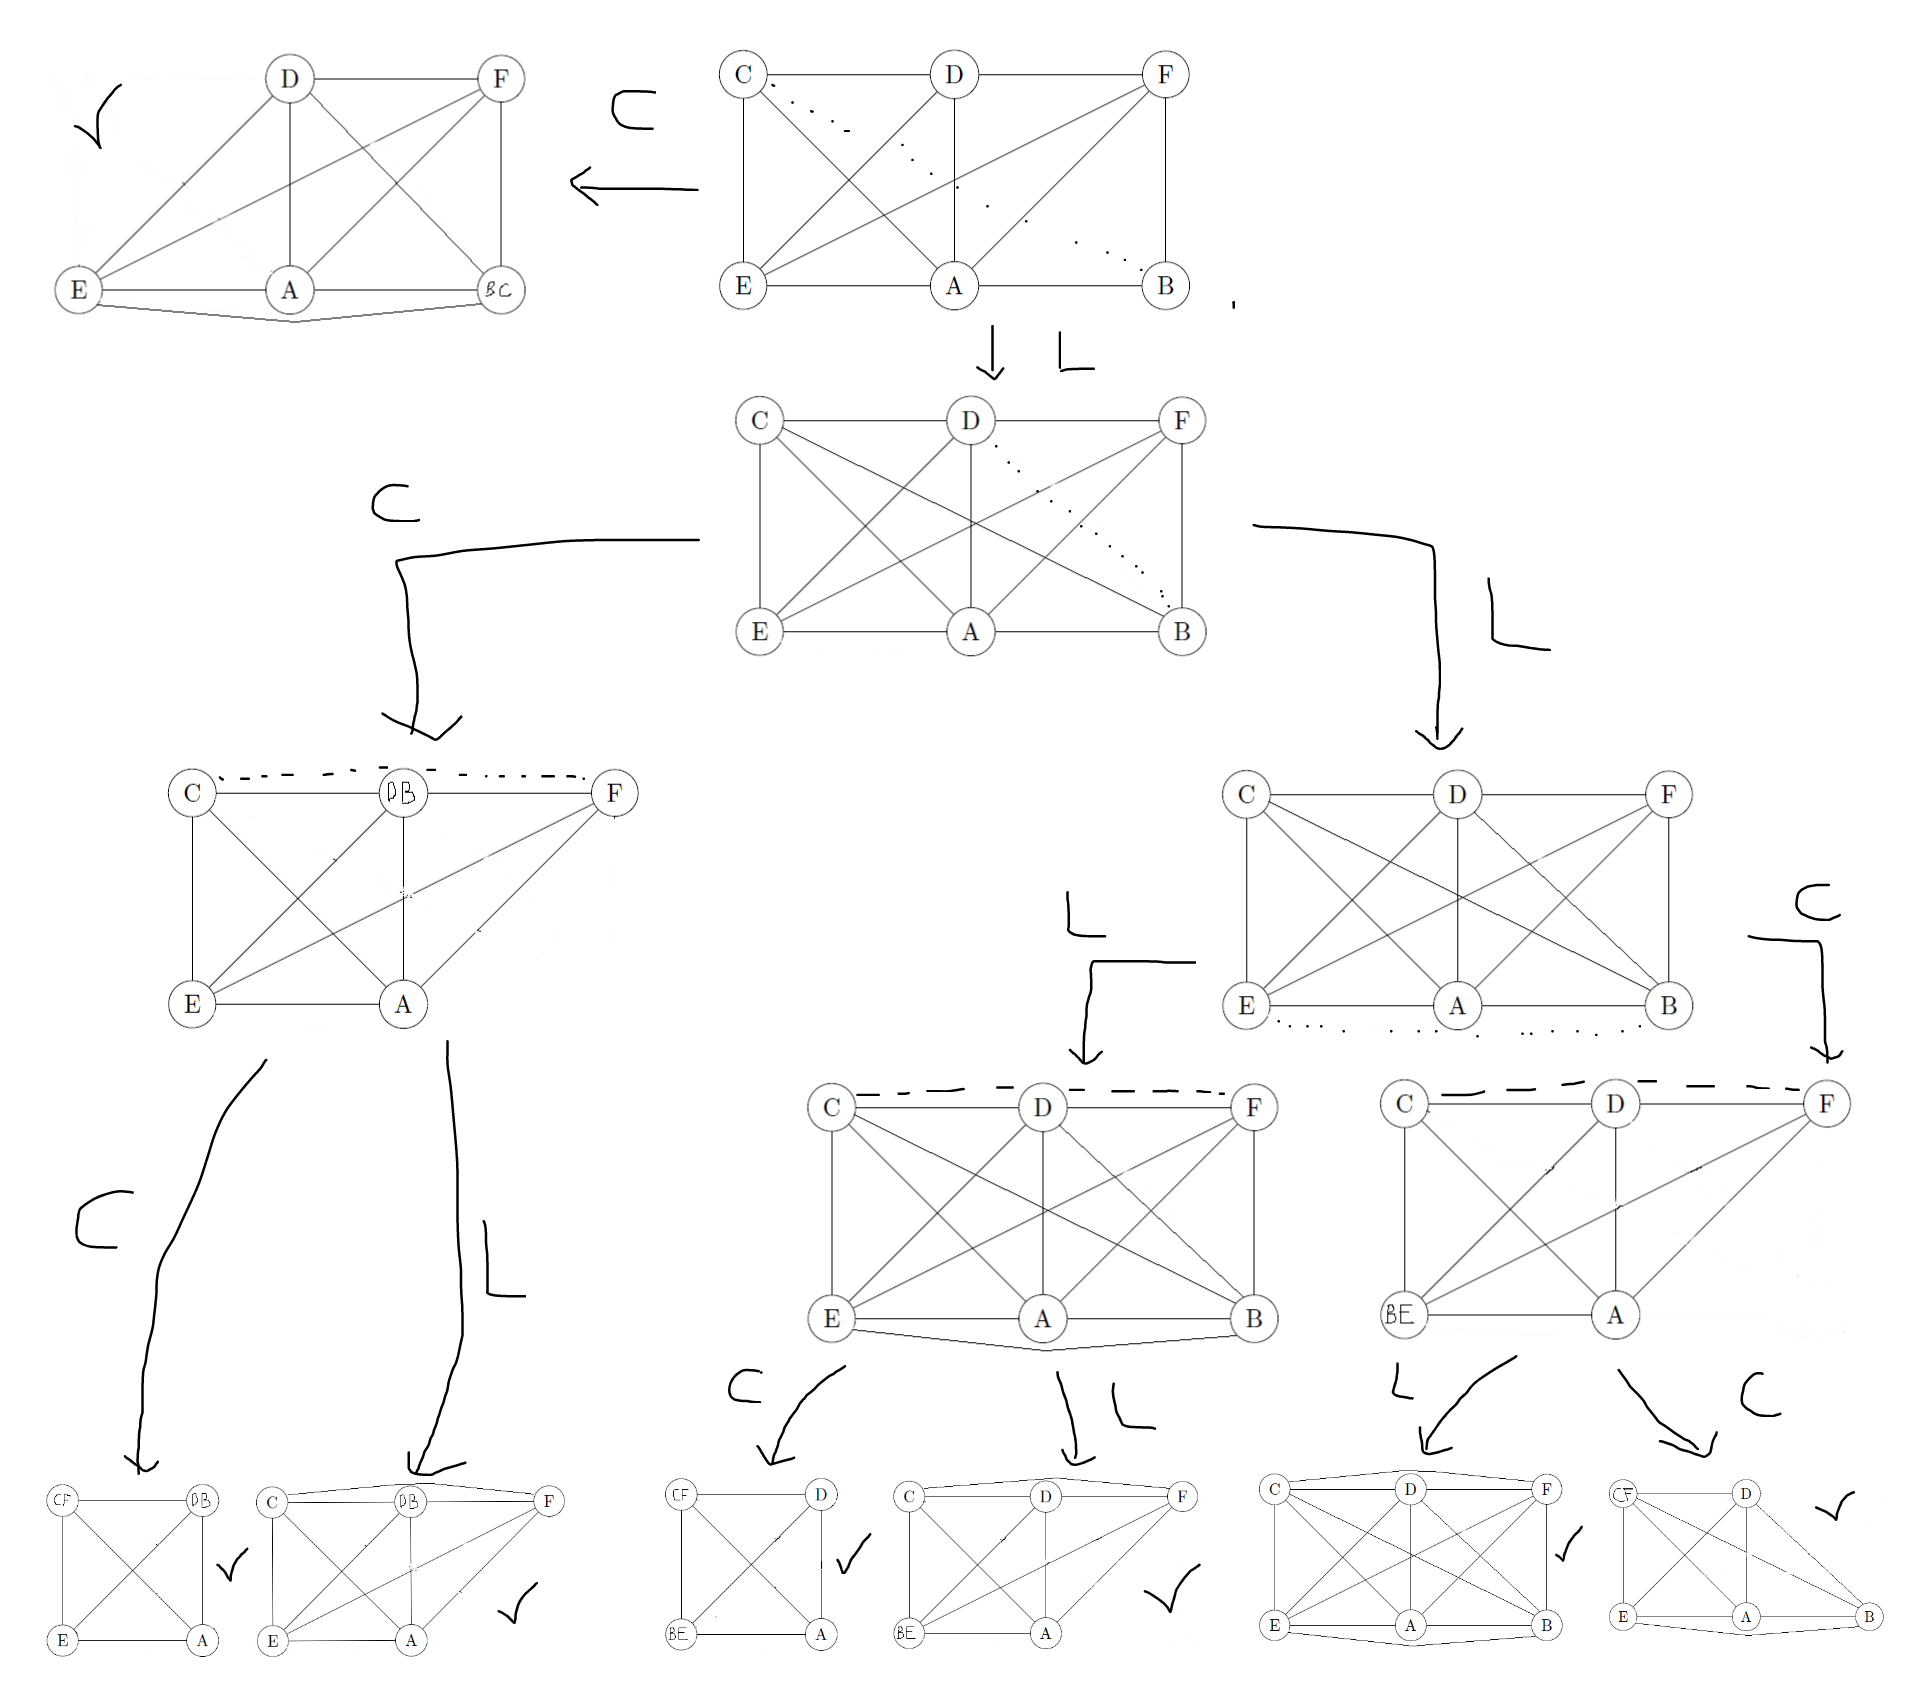 D F C D F
C
E A BC E A B
L
C D F
C
E A B
L
C DB F C D F
L C
E A E A B
C D F C D F
C L
E A B BE A
C L L C
CF DB C DB F CF D C D F C D F CF D
E A E A BE A BE A E A B E A B